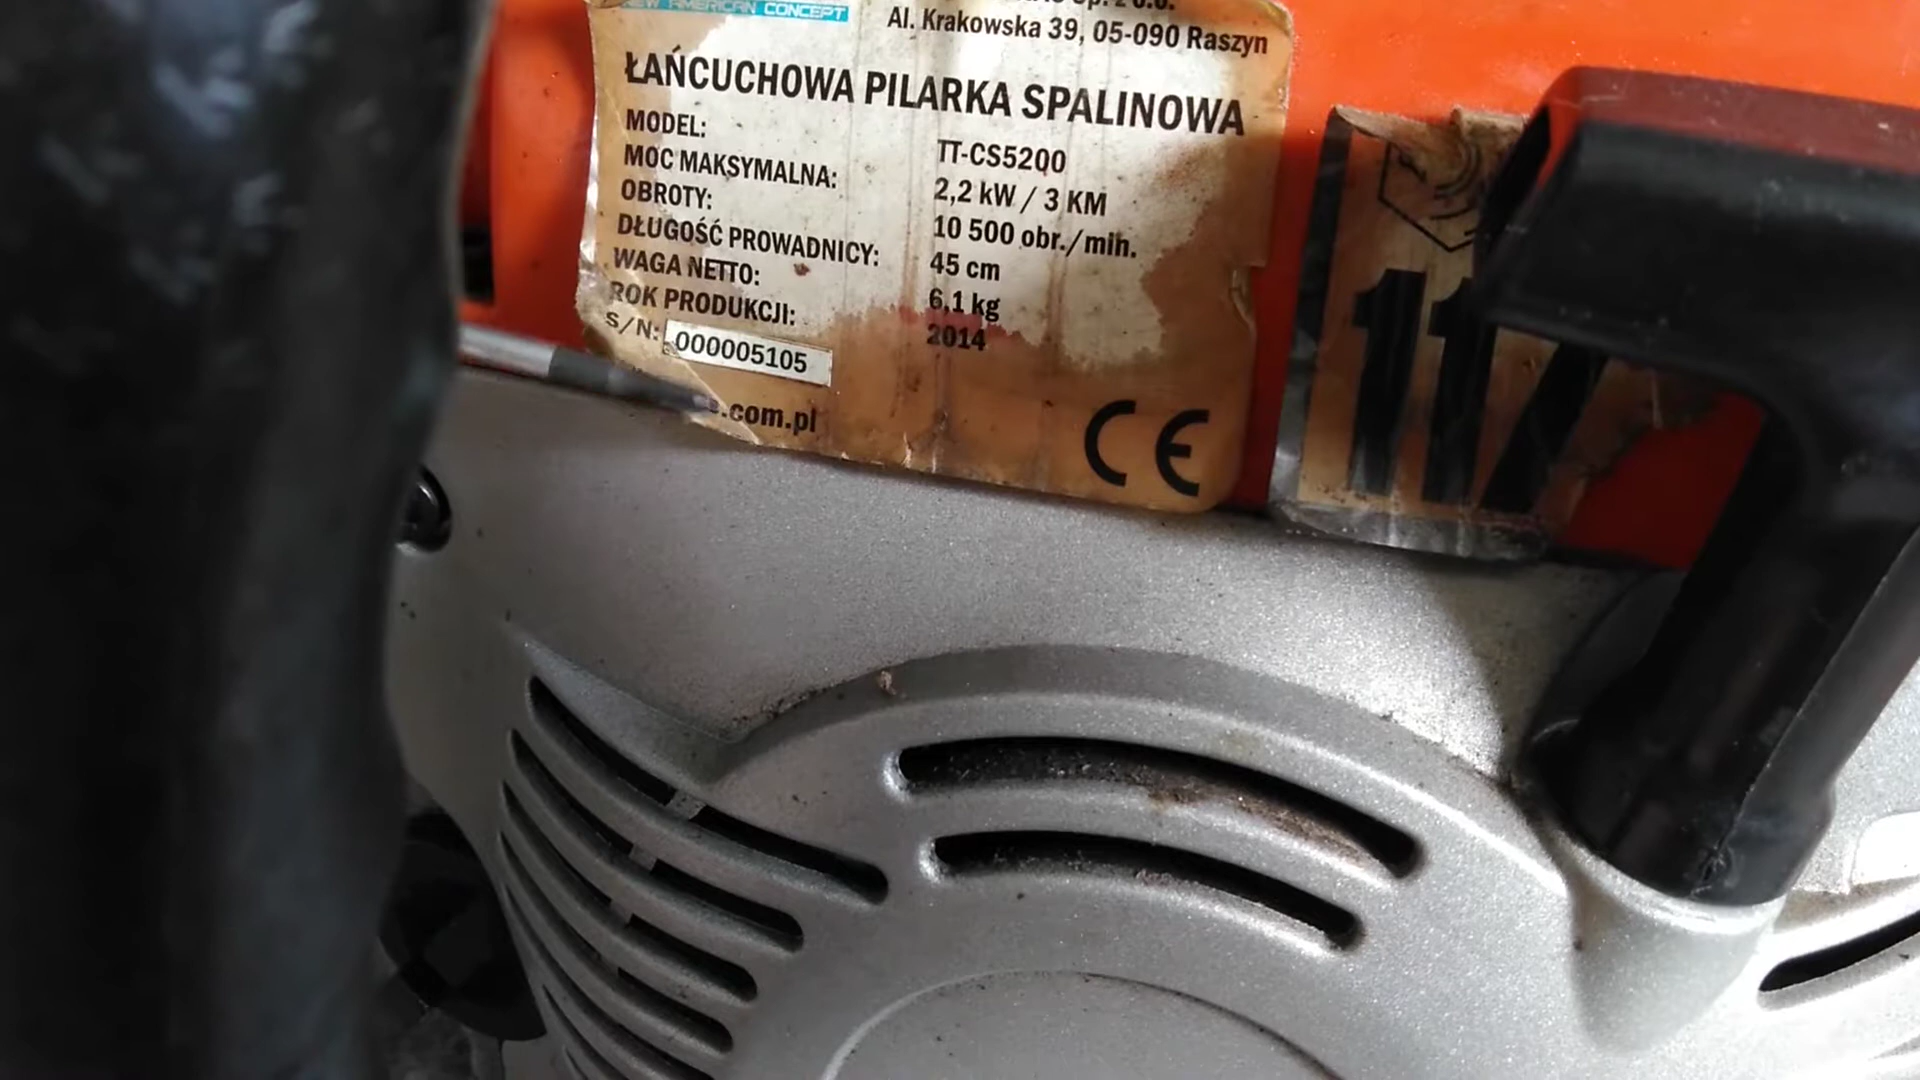 NEW AMERICAN CONCEPT
Sp. z o.o.
Al. Krakowska 39, 05-090 Raszyn
ŁAŃCUCHOWA PILARKA SPALINOWA
MODEL: TT-CS5200
MOC MAKSYMALNA: 2,2 kW / 3 KM
OBROTY: 10 500 obr./min.
DŁUGOŚĆ PROWADNICY: 45 cm
WAGA NETTO: 6,1 kg
ROK PRODUKCJI: 2014
S/N: 000005105
.com.pl
CE
117